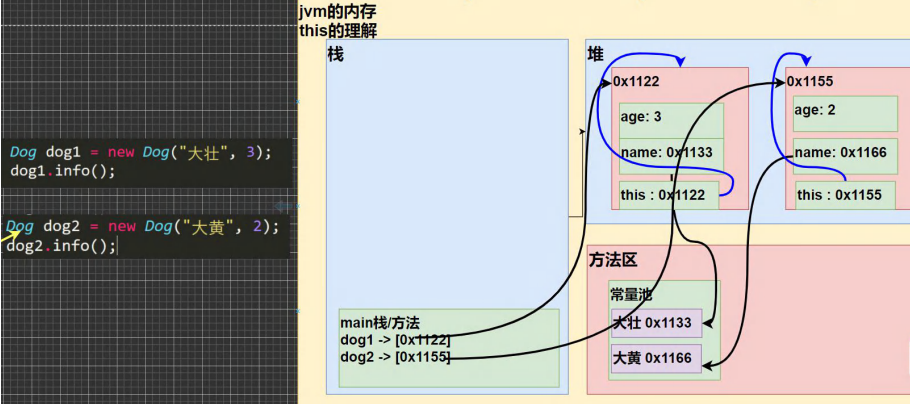 Dog dog1 = new Dog("大壮", 3);
dog1.info();
Dog dog2 = new Dog("大黄", 2);
dog2.info();
jvm的内存
this的理解
栈
main栈/方法
dog1 -> [0x1122]
dog2 -> [0x1155]
堆
0x1122
age: 3
name: 0x1133
this : 0x1122
0x1155
age: 2
name: 0x1166
this : 0x1155
方法区
常量池
大壮 0x1133
大黄 0x1166